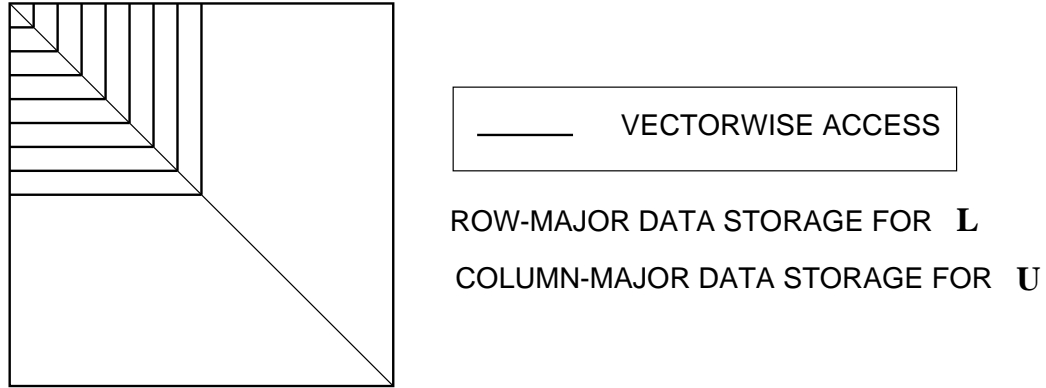 VECTORWISE ACCESS
ROW-MAJOR DATA STORAGE FOR L
COLUMN-MAJOR DATA STORAGE FOR U